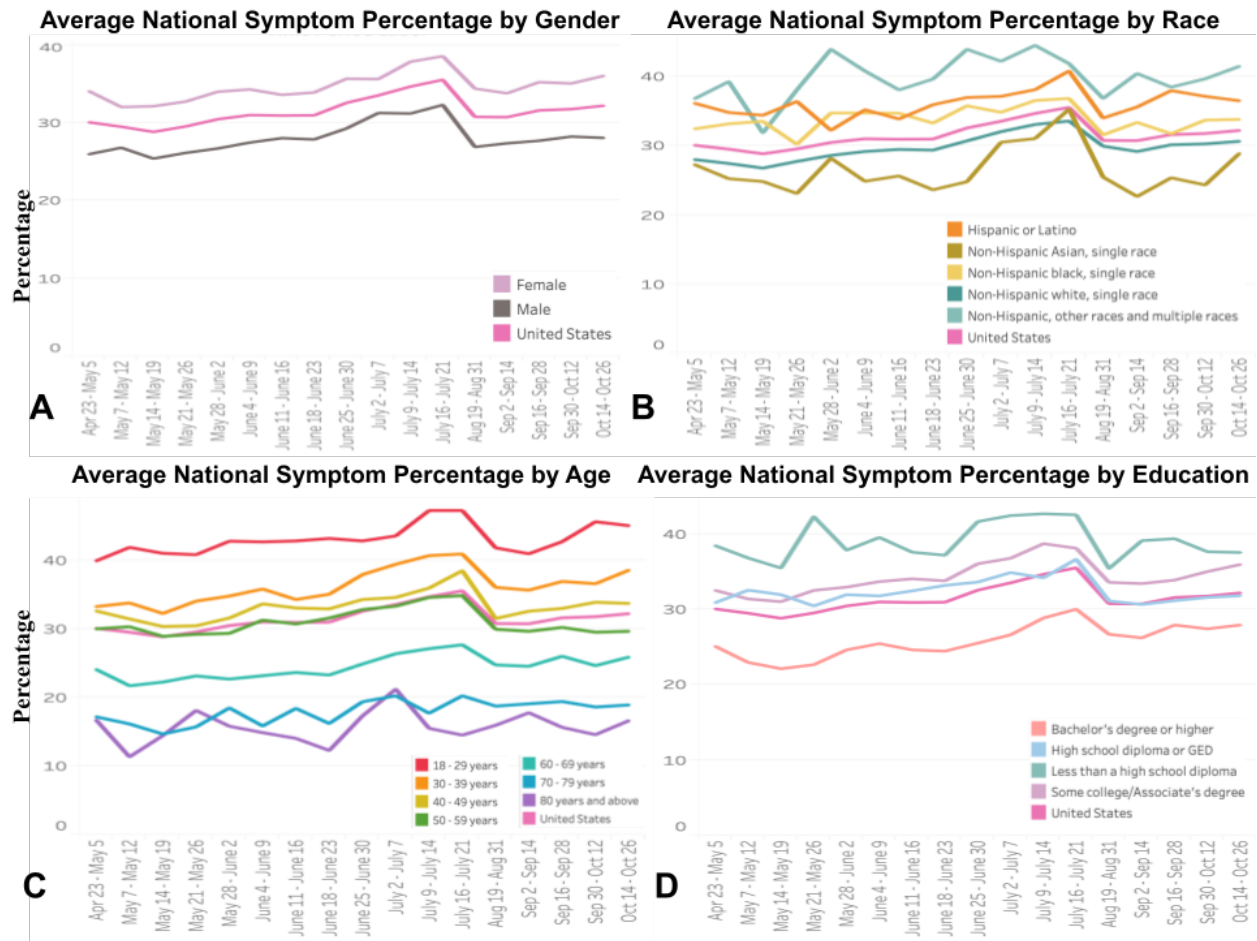 Average National Symptom Percentage by Gender
Percentage
40
30
20
10
0
Female
Male
United States
Apr 23 - May 5
May 7 - May 12
May 14 - May 19
May 21 - May 26
May 28 - June 2
June 4 - June 9
June 11 - June 16
June 18 - June 23
June 25 - June 30
July 2 - July 7
July 9 - July 14
July 16 - July 21
Aug 19 - Aug 31
Sep 2 - Sep 14
Sep 16 - Sep 28
Sep 30 - Oct 12
Oct 14 - Oct 26
A
Average National Symptom Percentage by Race
40
30
20
10
0
Hispanic or Latino
Non-Hispanic Asian, single race
Non-Hispanic black, single race
Non-Hispanic white, single race
Non-Hispanic, other races and multiple races
United States
Apr 23 - May 5
May 7 - May 12
May 14 - May 19
May 21 - May 26
May 28 - June 2
June 4 - June 9
June 11 - June 16
June 18 - June 23
June 25 - June 30
July 2 - July 7
July 9 - July 14
July 16 - July 21
Aug 19 - Aug 31
Sep 2 - Sep 14
Sep 16 - Sep 28
Sep 30 - Oct 12
Oct 14 - Oct 26
B
Average National Symptom Percentage by Age
Percentage
40
30
20
10
0
18 - 29 years
30 - 39 years
40 - 49 years
50 - 59 years
60 - 69 years
70 - 79 years
80 years and above
United States
Apr 23 - May 5
May 7 - May 12
May 14 - May 19
May 21 - May 26
May 28 - June 2
June 4 - June 9
June 11 - June 16
June 18 - June 23
June 25 - June 30
July 2 - July 7
July 9 - July 14
July 16 - July 21
Aug 19 - Aug 31
Sep 2 - Sep 14
Sep 16 - Sep 28
Sep 30 - Oct 12
Oct 14 - Oct 26
C
Average National Symptom Percentage by Education
40
30
20
10
0
Bachelor's degree or higher
High school diploma or GED
Less than a high school diploma
Some college/Associate's degree
United States
Apr 23 - May 5
May 7 - May 12
May 14 - May 19
May 21 - May 26
May 28 - June 2
June 4 - June 9
June 11 - June 16
June 18 - June 23
June 25 - June 30
July 2 - July 7
July 9 - July 14
July 16 - July 21
Aug 19 - Aug 31
Sep 2 - Sep 14
Sep 16 - Sep 28
Sep 30 - Oct 12
Oct 14 - Oct 26
D